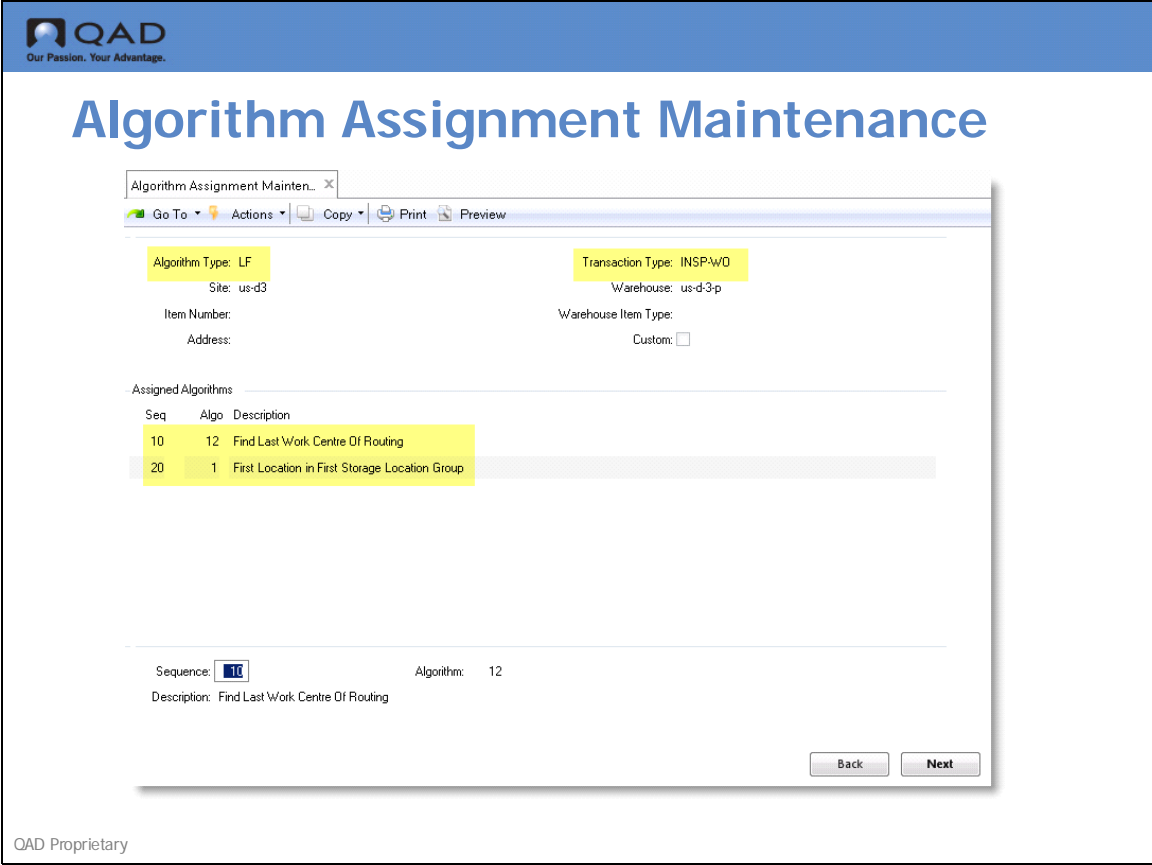 QAD
Our Passion. Your Advantage.
Algorithm Assignment Maintenance
Algorithm Assignment Mainten...
Go To Actions Copy Print Preview
Algorithm Type: LF Transaction Type: INSP-WO
Site: us-d3 Warehouse: us-d-3-p
Item Number: Warehouse Item Type:
Address: Custom:
Assigned Algorithms
Seq Algo Description
10 12 Find Last Work Centre Of Routing
20 1 First Location in First Storage Location Group
Sequence: 10 Algorithm: 12
Description: Find Last Work Centre Of Routing
Back Next
QAD Proprietary